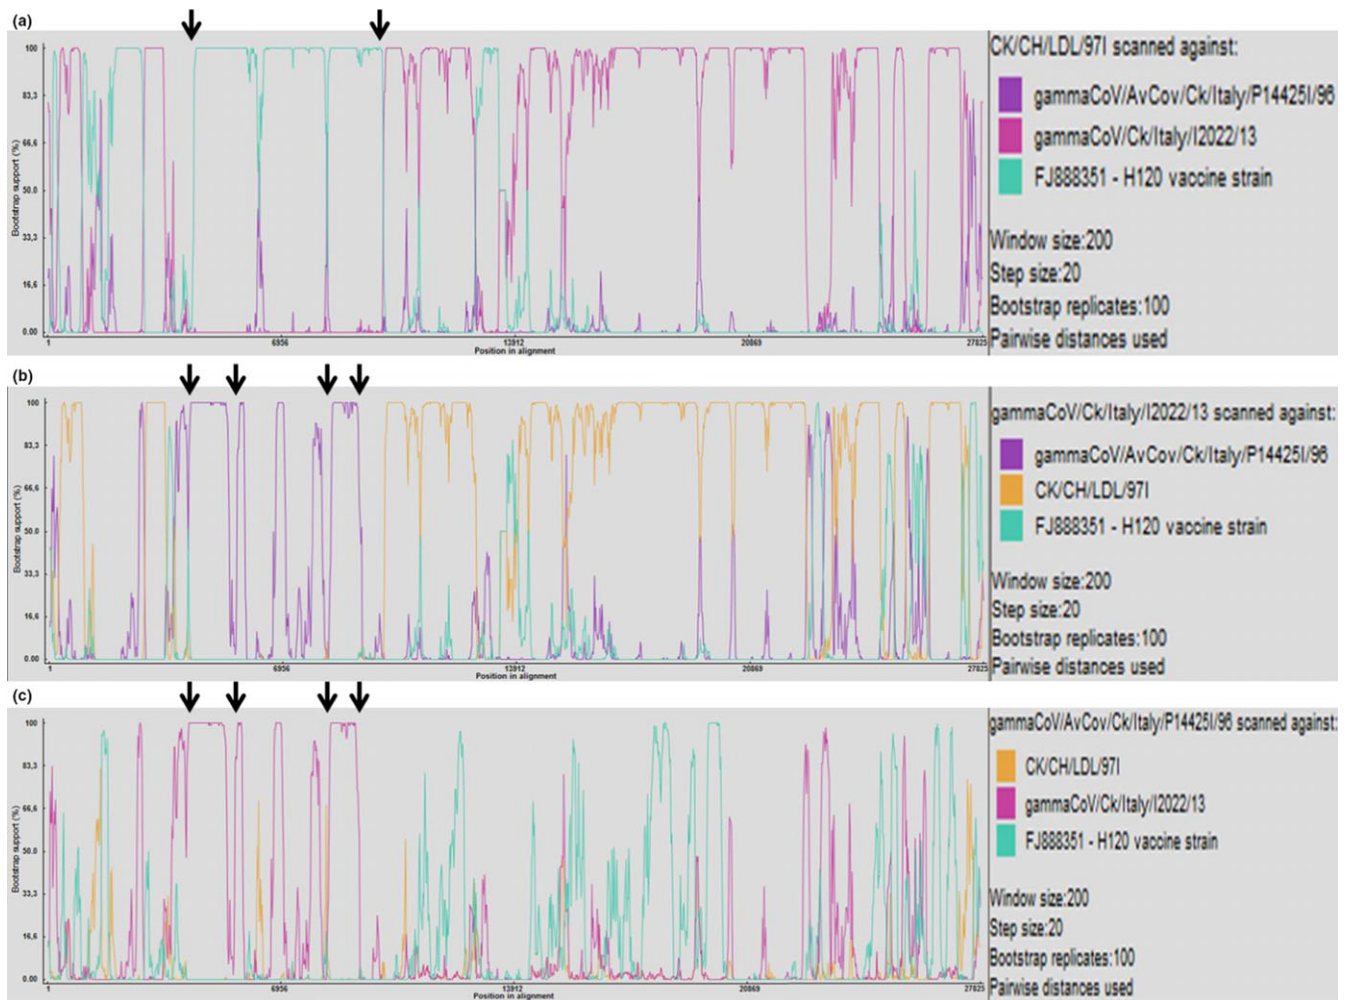 (a)
100
83,3
66,6
50.0
33,3
16,6
0.00
Bootstrap support (%)
1
6956
13912
20869
27825
Position in alignment
CK/CH/LDL/97I scanned against:
gammaCoV/AvCov/Ck/Italy/P14425I/96
gammaCoV/Ck/Italy/I2022/13
FJ888351 - H120 vaccine strain
Window size:200
Step size:20
Bootstrap replicates:100
Pairwise distances used
(b)
100
83,3
66,6
50.0
33,3
16,6
0.00
Bootstrap support (%)
1
6956
13912
20869
27825
Position in alignment
gammaCoV/Ck/Italy/I2022/13 scanned against:
gammaCoV/AvCov/Ck/Italy/P14425I/96
CK/CH/LDL/97I
FJ888351 - H120 vaccine strain
Window size:200
Step size:20
Bootstrap replicates:100
Pairwise distances used
(c)
100
83,3
66,6
50.0
33,3
16,6
0.00
Bootstrap support (%)
1
6956
13912
20869
27825
Position in alignment
gammaCoV/AvCov/Ck/Italy/P14425I/96 scanned against:
CK/CH/LDL/97I
gammaCoV/Ck/Italy/I2022/13
FJ888351 - H120 vaccine strain
Window size:200
Step size:20
Bootstrap replicates:100
Pairwise distances used